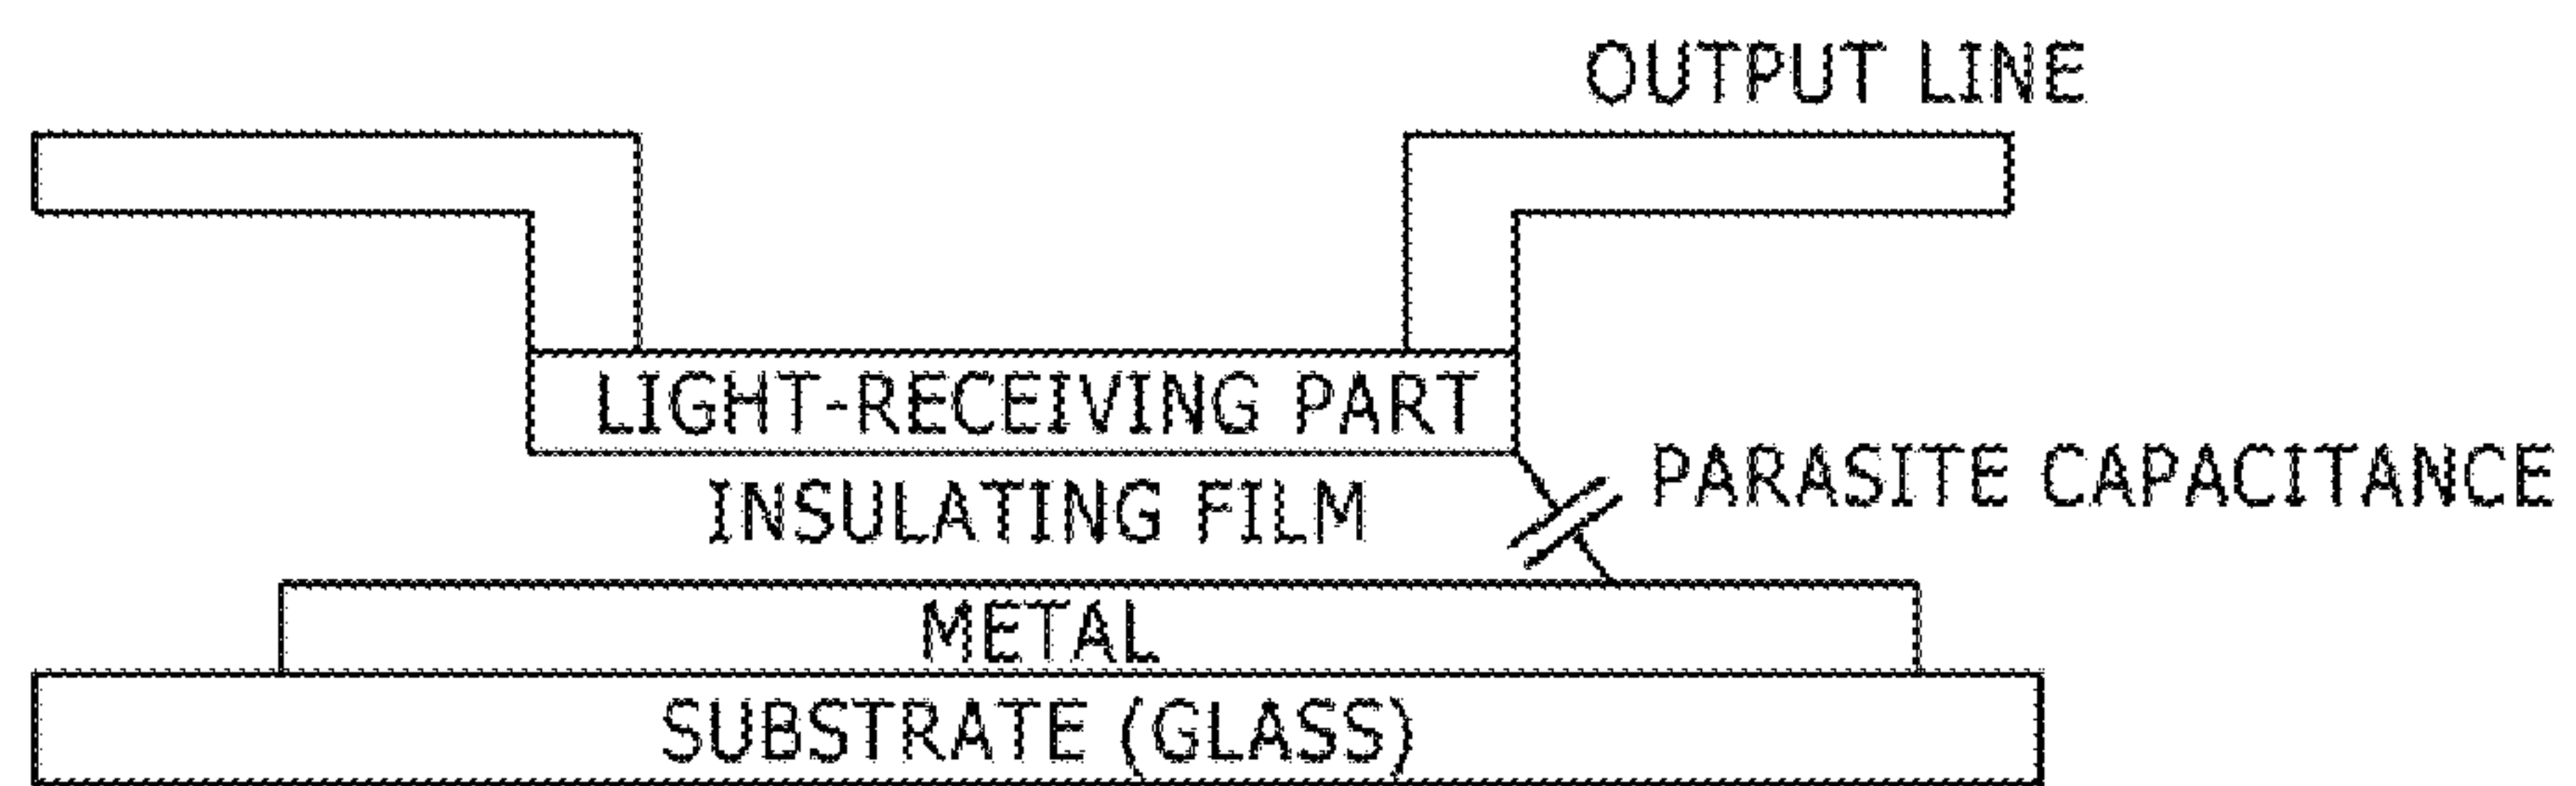 OUTPUT LINE
LIGHT-RECEIVING PART
PARASITE CAPACITANCE
INSULATING FILM
METAL
SUBSTRATE (GLASS)